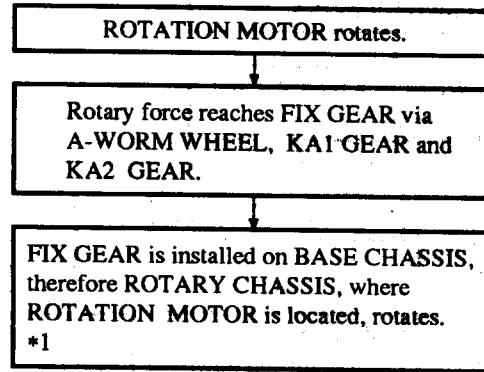 ROTATION MOTOR rotates.
Rotary force reaches FIX GEAR via
A-WORM WHEEL, KA1 GEAR and
KA2 GEAR.
FIX GEAR is installed on BASE CHASSIS,
therefore ROTARY CHASSIS, where
ROTATION MOTOR is located, rotates.
*1